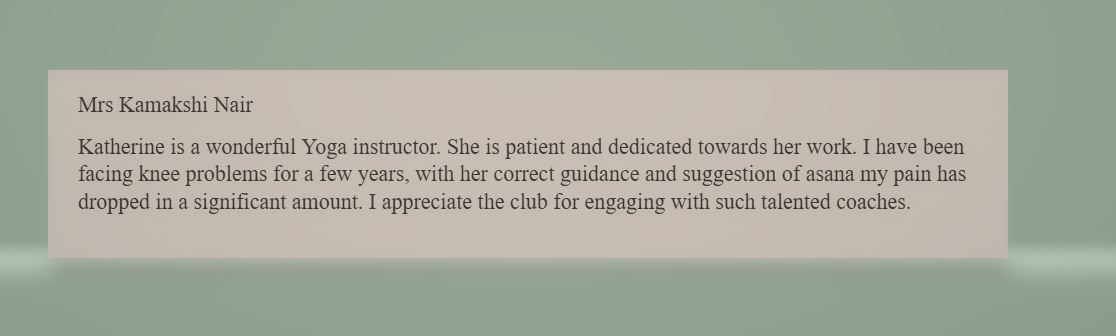 Mrs Kamakshi Nair
Katherine is a wonderful Yoga instructor. She is patient and dedicated towards her work. I have been
facing knee problems for a few years, with her correct guidance and suggestion of asana my pain has
dropped in a significant amount. I appreciate the club for engaging with such talented coaches.